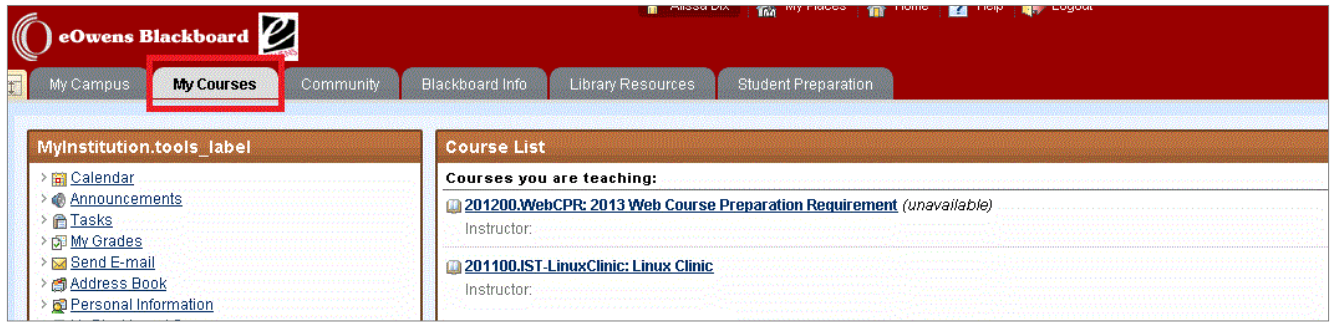 Alissa Dix My Places Home Help Logout
eOwens Blackboard
My Campus My Courses Community Blackboard Info Library Resources Student Preparation
MyInstitution.tools_label
Calendar
Announcements
Tasks
My Grades
Send E-mail
Address Book
Personal Information
Course List
Courses you are teaching:
201200.WebCPR: 2013 Web Course Preparation Requirement (unavailable)
Instructor:
201100.IST-LinuxClinic: Linux Clinic
Instructor: